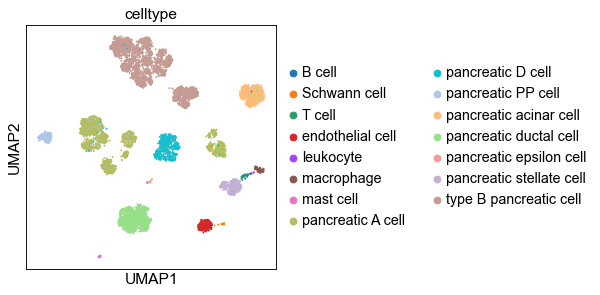 celltype
UMAP2
UMAP1
B cell
Schwann cell
T cell
endothelial cell
leukocyte
macrophage
mast cell
pancreatic A cell
pancreatic D cell
pancreatic PP cell
pancreatic acinar cell
pancreatic ductal cell
pancreatic epsilon cell
pancreatic stellate cell
type B pancreatic cell